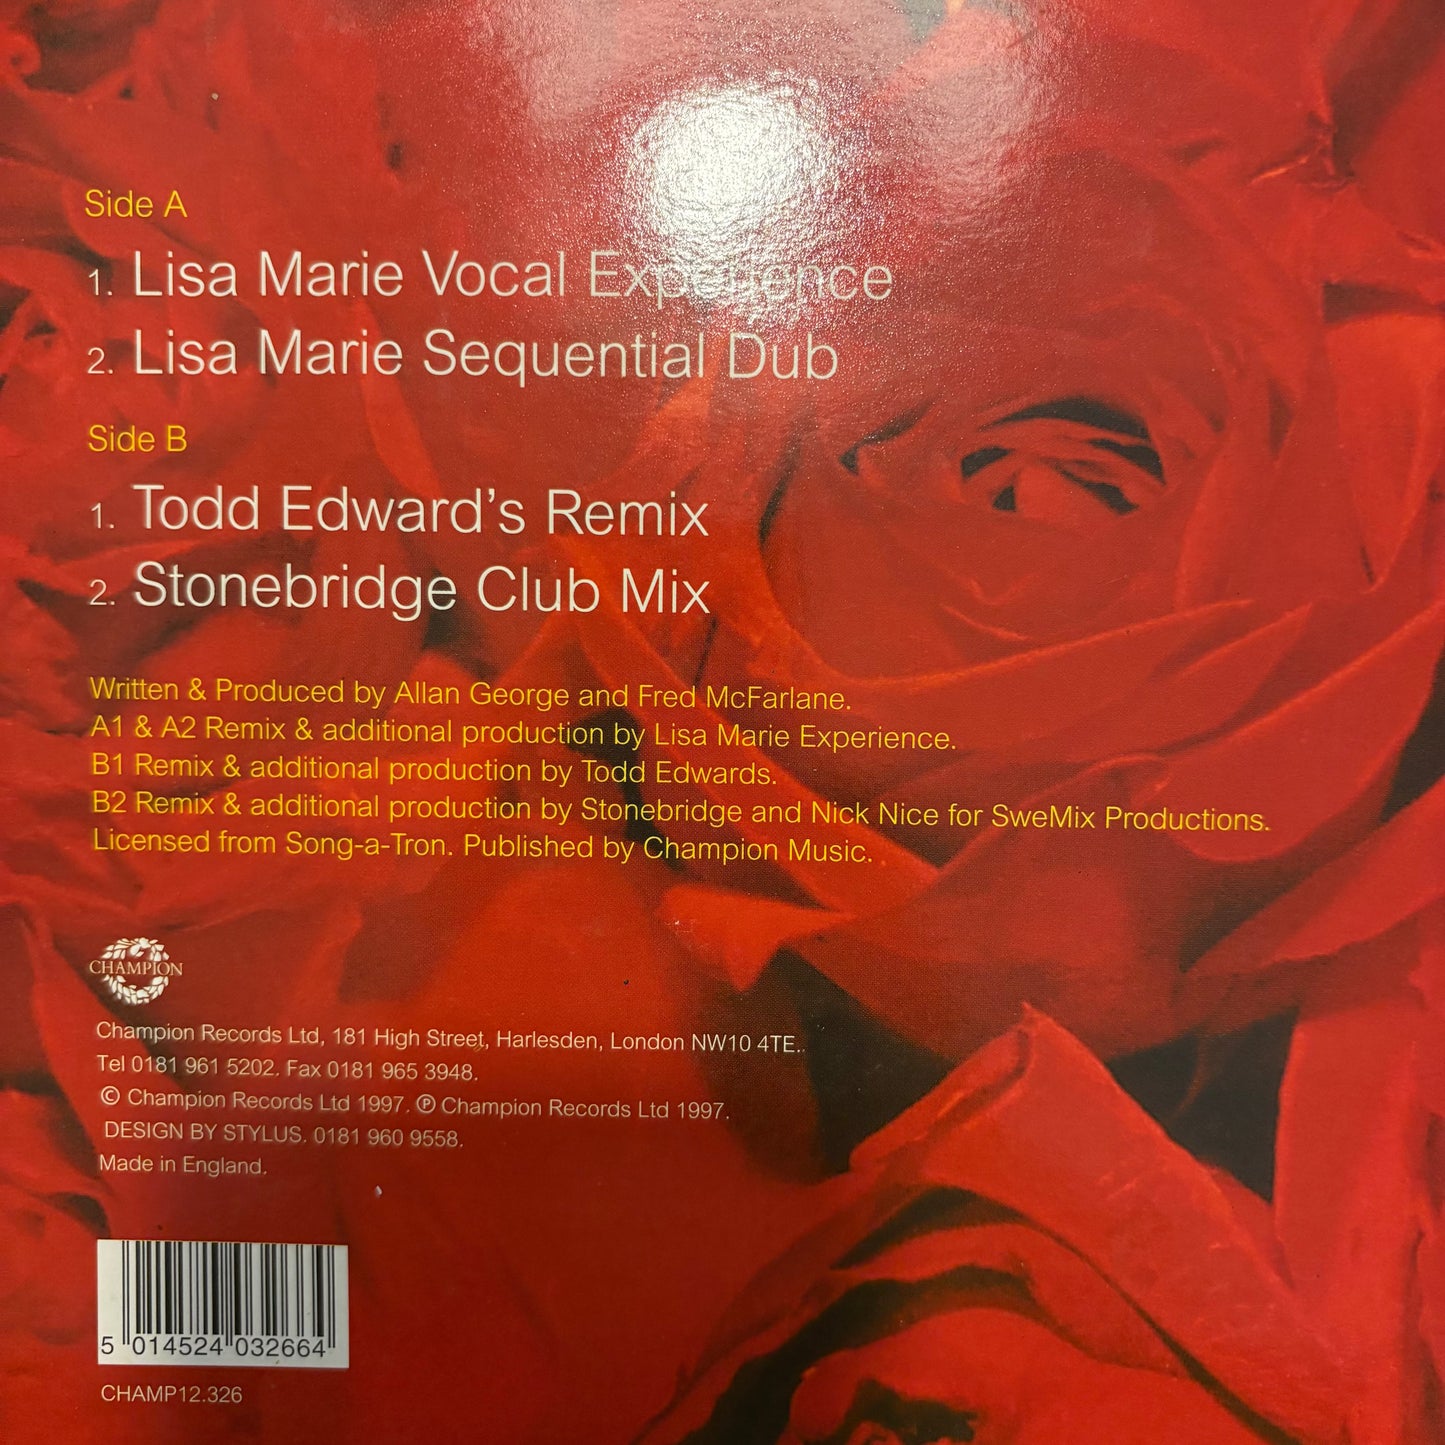 Side A
1. Lisa Marie Vocal Experience
2. Lisa Marie Sequential Dub
Side B
1. Todd Edward's Remix
2. Stonebridge Club Mix
Written & Produced by Allan George and Fred McFarlane.
A1 & A2 Remix & additional production by Lisa Marie Experience.
B1 Remix & additional production by Todd Edwards.
B2 Remix & additional production by Stonebridge and Nick Nice for SweMix Productions.
Licensed from Song-a-Tron. Published by Champion Music.
CHAMPION
Champion Records Ltd, 181 High Street, Harlesden, London NW10 4TE.
Tel 0181 961 5202. Fax 0181 965 3948.
© Champion Records Ltd 1997. ℗ Champion Records Ltd 1997.
DESIGN BY STYLUS. 0181 960 9558.
Made in England.
5 014524 032664
CHAMP12.326